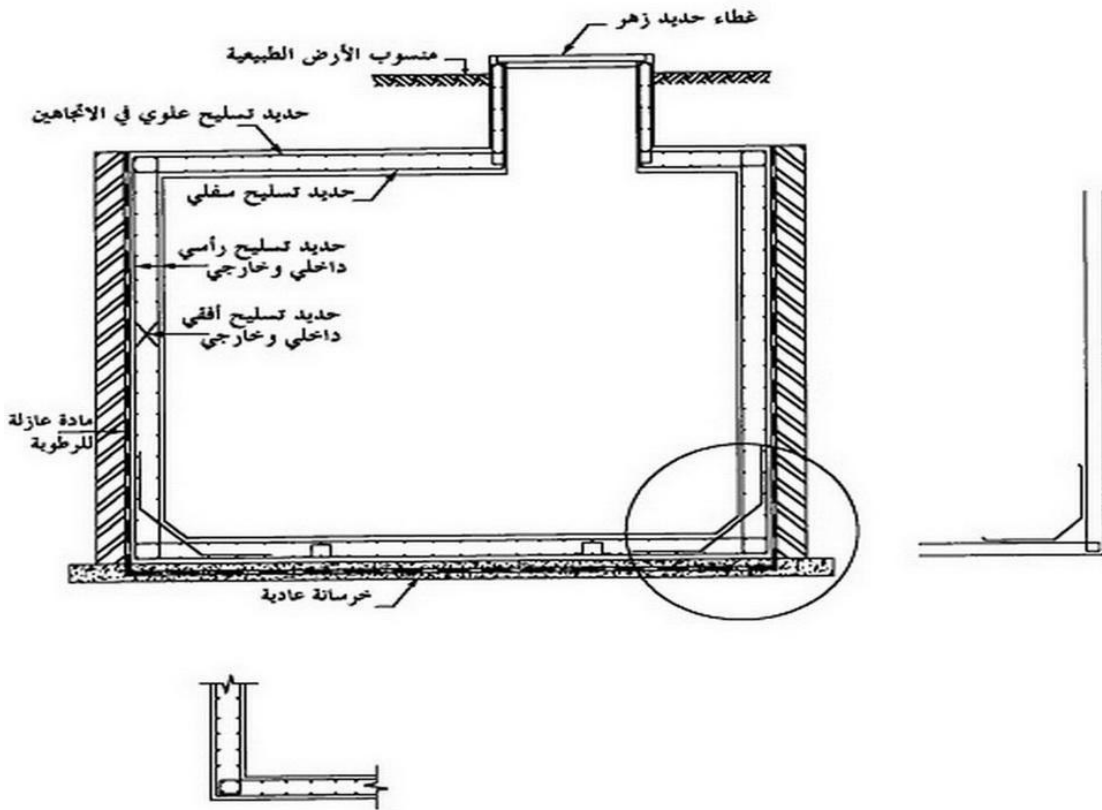 غطاء حديد زهر
منسوب الأرض الطبيعية
حديد تسليح علوي في الاتجاهين
حديد تسليح سفلي
حديد تسليح رأسي
داخلي وخارجي
حديد تسليح أفقي
داخلي وخارجي
مادة عازلة
للرطوبة
خرسانة عادية